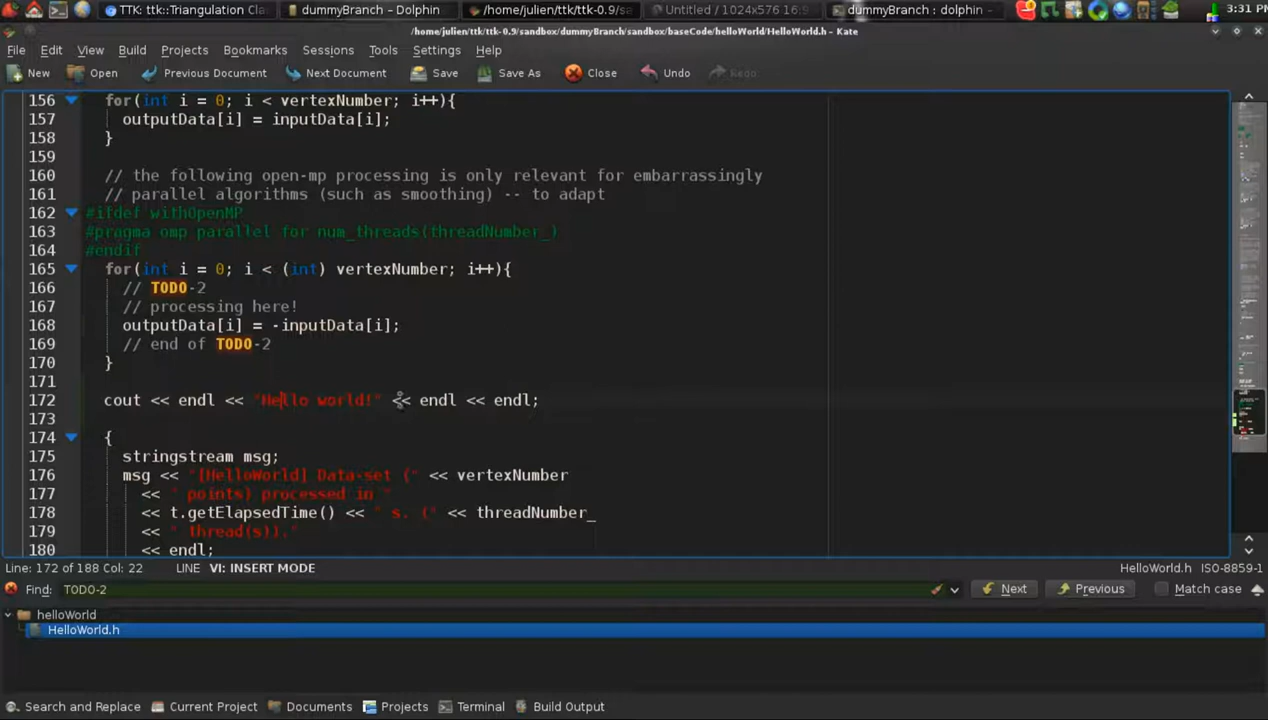 TTK: ttk::Triangulation Cla
dummyBranch – Dolphin
/home/julien/ttk/ttk-0.9/sa
Untitled / 1024x576 16:9
dummyBranch : dolphin
3:31 PM
/home/julien/ttk/ttk-0.9/sandbox/dummyBranch/sandbox/baseCode/helloWorld/HelloWorld.h – Kate
File Edit View Build Projects Bookmarks Sessions Tools Settings Help
New Open Previous Document Next Document Save Save As Close Undo Redo
156 for(int i = 0; i < vertexNumber; i++){
157 outputData[i] = inputData[i];
158 }
159
160 // the following open-mp processing is only relevant for embarrassingly
161 // parallel algorithms (such as smoothing) -- to adapt
162 #ifdef withOpenMP
163 #pragma omp parallel for num_threads(threadNumber_)
164 #endif
165 for(int i = 0; i < (int) vertexNumber; i++){
166 // TODO-2
167 // processing here!
168 outputData[i] = -inputData[i];
169 // end of TODO-2
170 }
171
172 cout << endl << "Hello world!" << endl << endl;
173
174 {
175 stringstream msg;
176 msg << "[HelloWorld] Data-set (" << vertexNumber
177 << " points) processed in "
178 << t.getElapsedTime() << " s. (" << threadNumber_
179 << " thread(s))."
180 << endl;
Line: 172 of 188 Col: 22 LINE VI: INSERT MODE HelloWorld.h ISO-8859-1
Find: TODO-2 Next Previous Match case
helloWorld
HelloWorld.h
Search and Replace Current Project Documents Projects Terminal Build Output